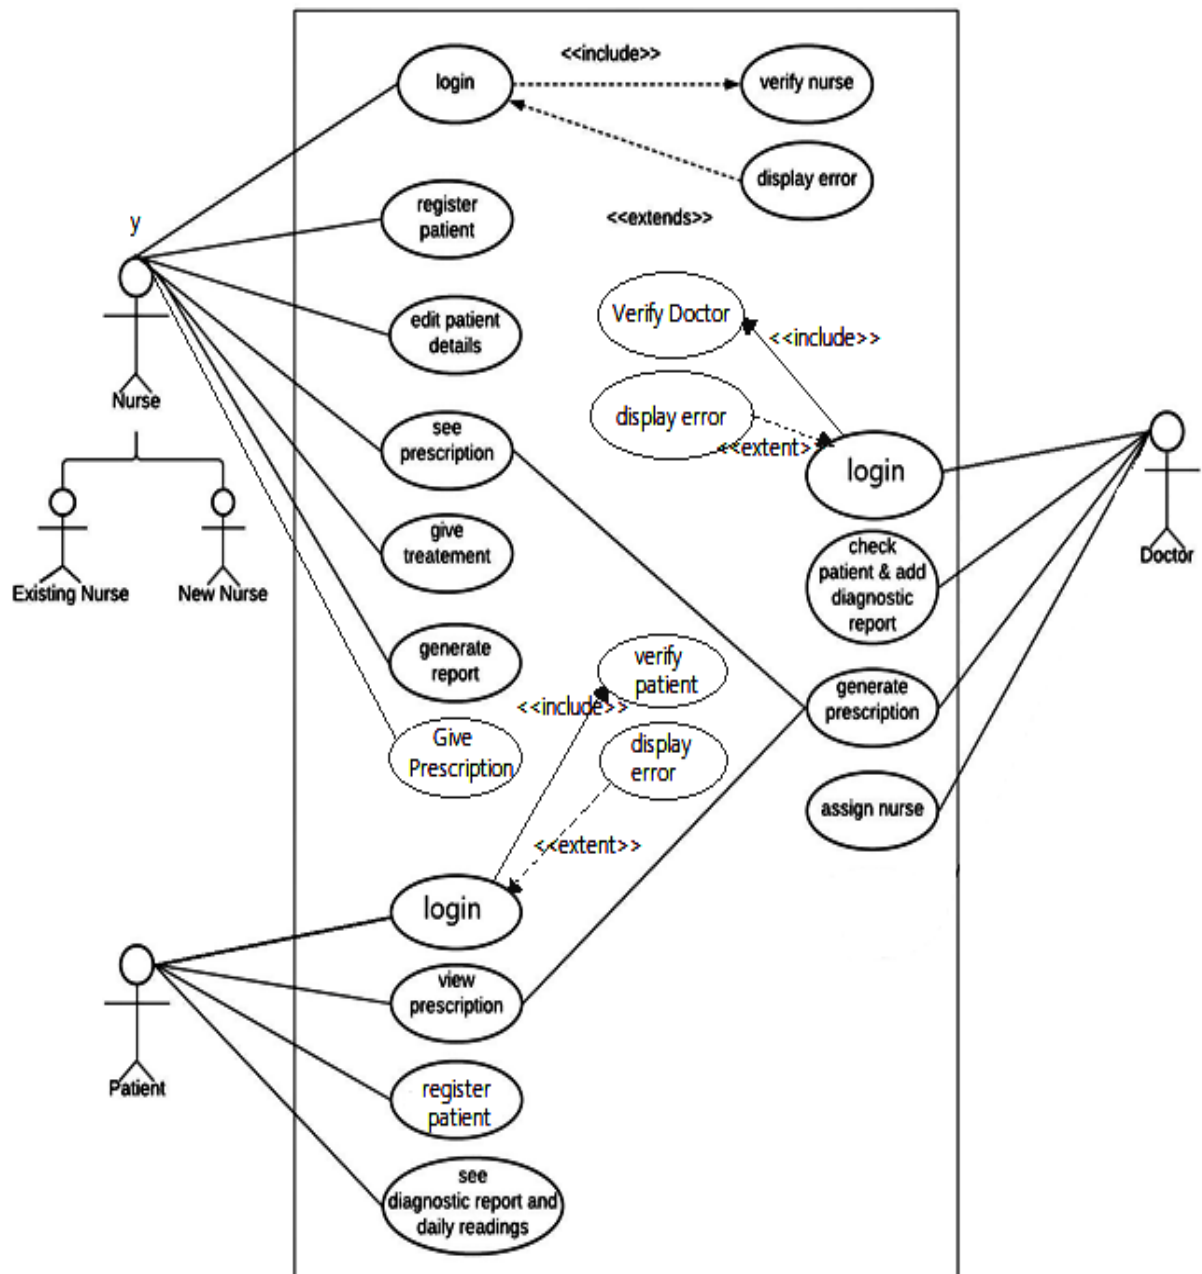 <<include>>
login
verify nurse
display error
register
patient
<<extends>>
y
Verify Doctor
<<include>>
edit patient
details
display error
<<extent>
Nurse
see
prescription
login
give
treatement
check
patient & add
diagnostic
report
Doctor
Existing Nurse
New Nurse
generate
report
verify
patient
<<include>>
generate
prescription
Give
Prescription
display
error
assign nurse
<<extent>>
login
view
prescription
Patient
register
patient
see
diagnostic report and
daily readings